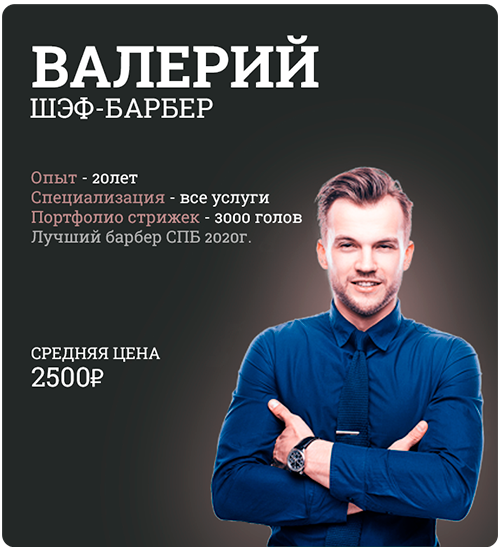 ВАЛЕРИЙ
ШЭФ-БАРБЕР
Опыт - 20лет
Специализация - все услуги
Портфолио стрижек - 3000 голов
Лучший барбер СПБ 2020г.
СРЕДНЯЯ ЦЕНА
2500₽